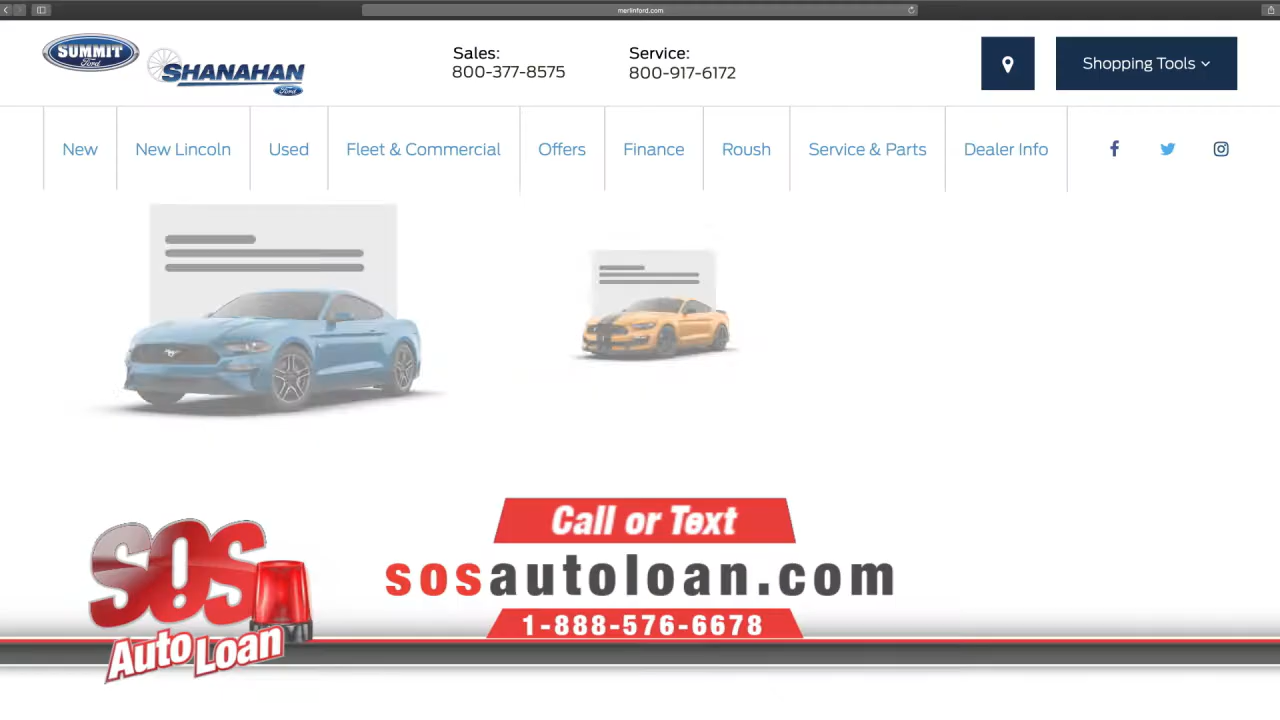 merlinford.com
SUMMIT
Ford
SHANAHAN
Ford
Sales:
800-377-8575
Service:
800-917-6172
Shopping Tools
New
New Lincoln
Used
Fleet & Commercial
Offers
Finance
Roush
Service & Parts
Dealer Info
Call or Text
sosautoloan.com
1-888-576-6678
SOS
Auto Loan